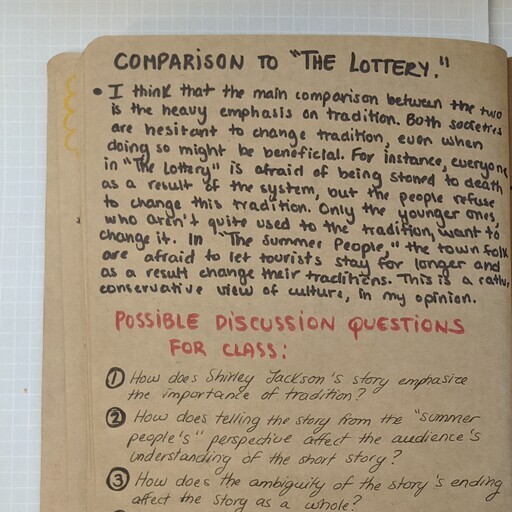 COMPARISON TO "THE LOTTERY."
• I think that the main comparison between the two
is the heavy emphasis on tradition. Both societies
are hesitant to change tradition, even when
doing so might be beneficial. For instance, everyone
in "The Lottery" is afraid of being stoned to death
as a result of the system, but the people refuse
to change this tradition. Only the younger ones,
who aren't quite used to the tradition, want to
change it. In "The Summer People," the town folk
are afraid to let tourists stay for longer and
as a result change their traditions. This is a
conservative view of culture, in my opinion.
POSSIBLE DISCUSSION QUESTIONS
FOR CLASS:
① How does Shirley Jackson's story emphasize
the importance of tradition?
② How does telling the story from the "summer
people's" perspective affect the audience's
understanding of the short story?
③ How does the ambiguity of the story's ending
affect the story as a whole?